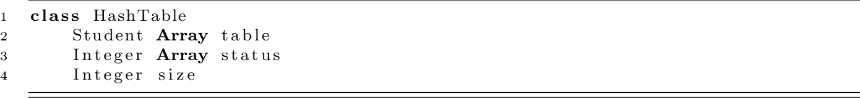 1 class HashTable
2 Student Array table
3 Integer Array status
4 Integer size